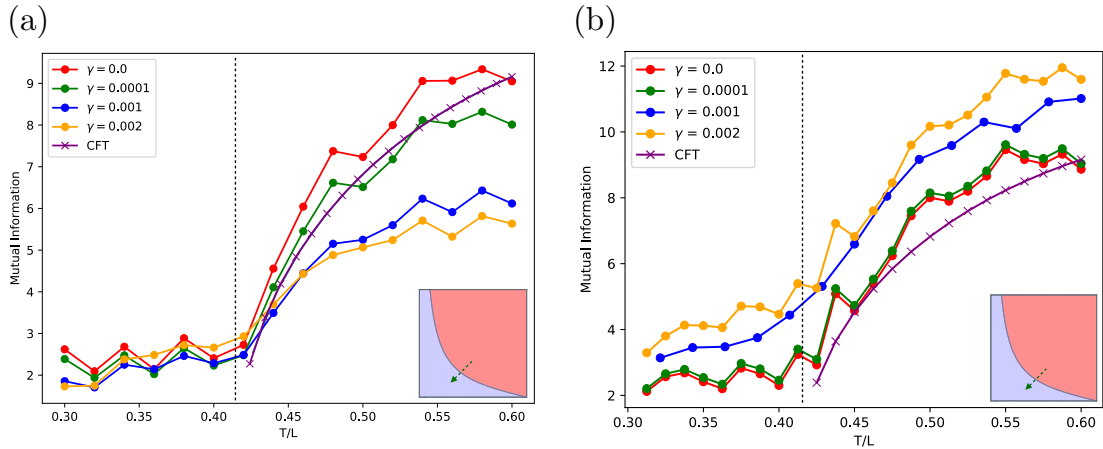 (a)
Mutual Information
9
8
7
6
5
4
3
2
γ = 0.0
γ = 0.0001
γ = 0.001
γ = 0.002
CFT
0.30 0.35 0.40 0.45 0.50 0.55 0.60
T/L
(b)
Mutual Information
12
10
8
6
4
2
γ = 0.0
γ = 0.0001
γ = 0.001
γ = 0.002
CFT
0.30 0.35 0.40 0.45 0.50 0.55 0.60
T/L